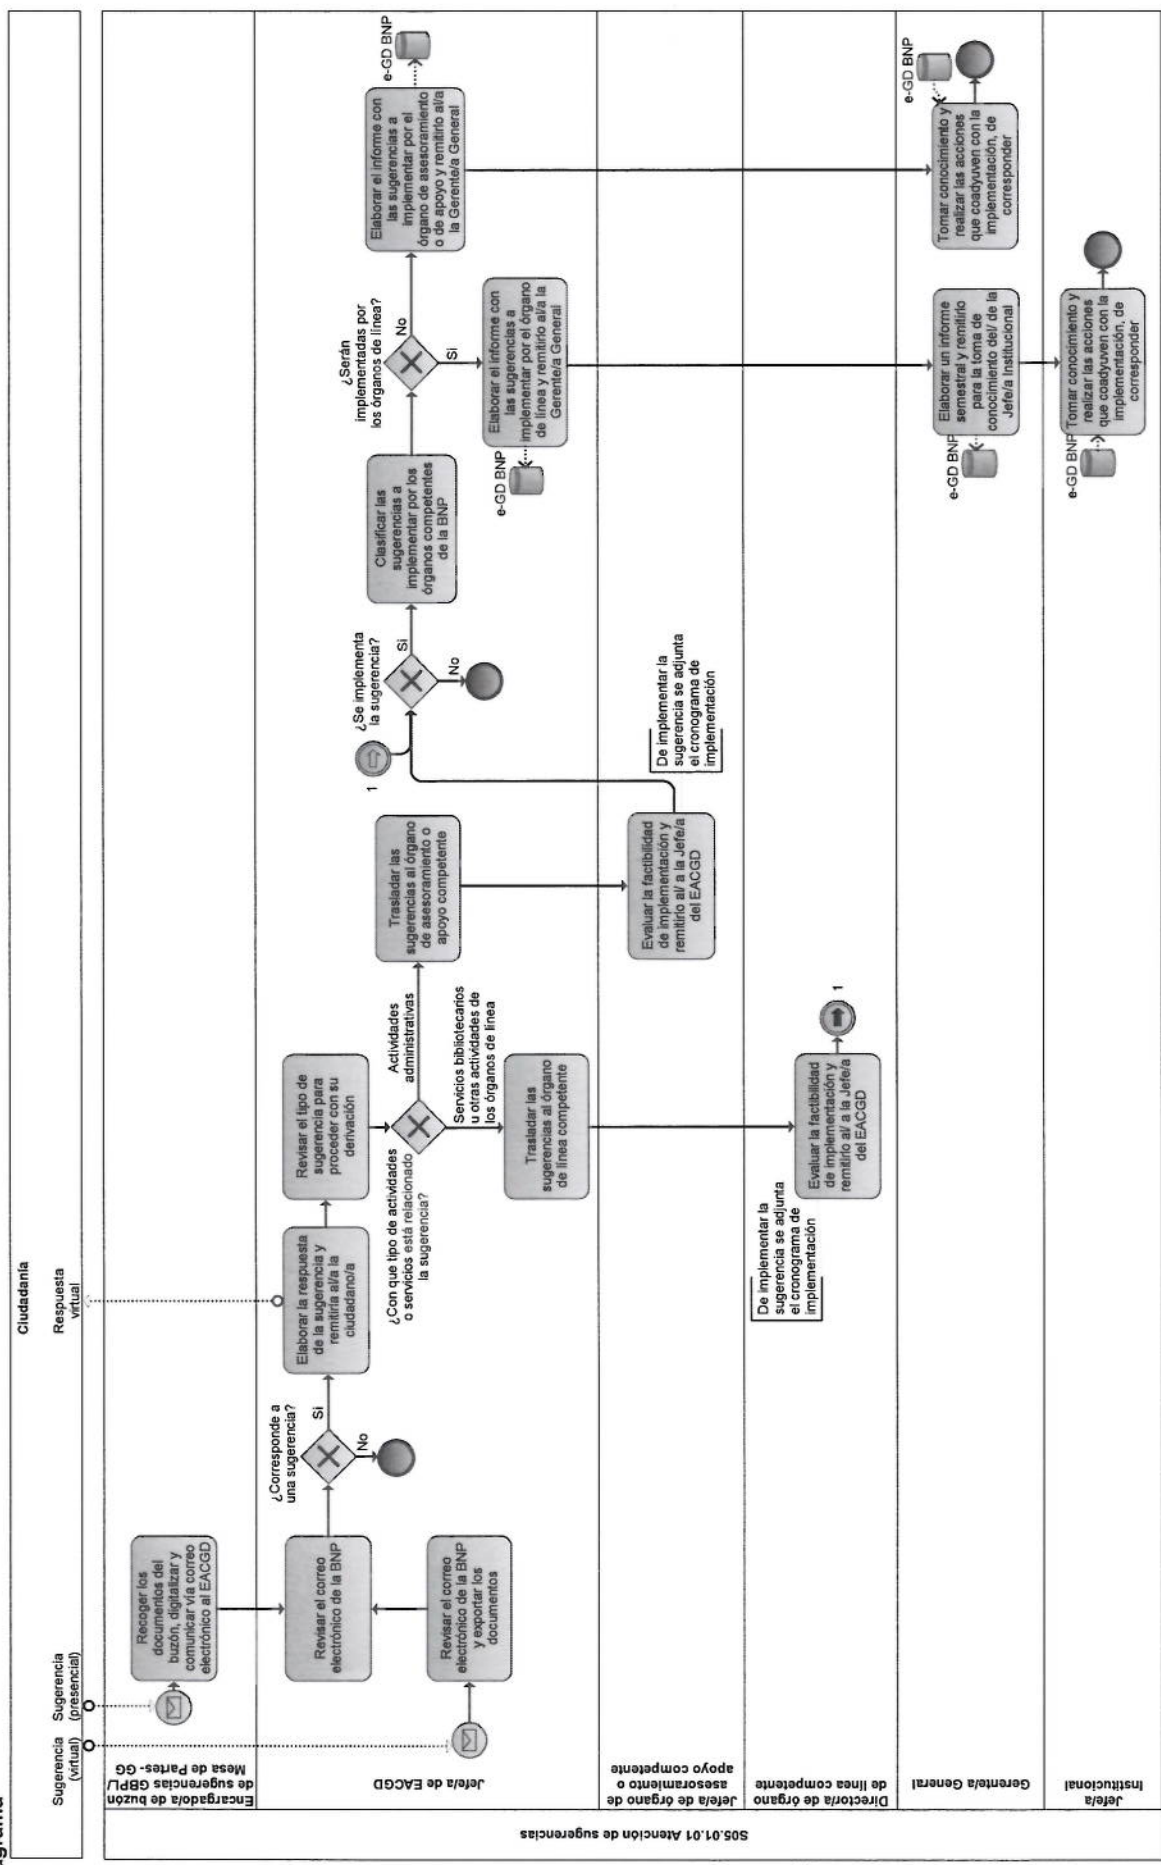 grama
Ciudadanía
Sugerencia
(virtual)
Sugerencia
(presencial)
Respuesta
virtual
S05.01.01 Atención de sugerencias
Encargado/a de buzón
de sugerencias GBPL/
Mesa de Partes- GG
Recoger los
documentos del
buzón, digitalizar y
comunicar vía correo
electrónico al EACGD
Jefe/a de EACGD
Revisar el correo
electrónico de la BNP
Revisar el correo
electrónico de la BNP
y exportar los
documentos
¿Corresponde a
una sugerencia?
Si
No
Elaborar la respuesta
de la sugerencia y
remitirla al/a la
ciudadano/a
Revisar el tipo de
sugerencia para
proceder con su
derivación
¿Con que tipo de actividades
o servicios está relacionado
la sugerencia?
Actividades
administrativas
Servicios bibliotecarios
u otras actividades de
los órganos de línea
Trasladar las
sugerencias al órgano
de línea competente
Trasladar las
sugerencias al órgano
de asesoramiento o
apoyo competente
1
¿Se implementa
la sugerencia?
Si
No
Clasificar las
sugerencias a
implementar por los
órganos competentes
de la BNP
¿Serán
implementadas por
los órganos de línea?
No
Si
Elaborar el informe con
las sugerencias a
implementar por el órgano
de línea y remitirlo al/a la
Gerente/a General
e-GD BNP
Elaborar el informe con
las sugerencias a
implementar por el
órgano de asesoramiento
o de apoyo y remitirlo al/a
la Gerente/a General
e-GD BNP
Jefe/a de órgano de
asesoramiento o
apoyo competente
Evaluar la factibilidad
de implementación y
remitirlo al/ a la Jefe/a
del EACGD
De implementar la
sugerencia se adjunta
el cronograma de
implementación
Director/a de órgano
de línea competente
De implementar la
sugerencia se adjunta
el cronograma de
implementación
Evaluar la factibilidad
de implementación y
remitirlo al/ a la Jefe/a
del EACGD
1
Gerente/a General
e-GD BNP
Elaborar un informe
semestral y remitirlo
para la toma de
conocimiento del/ de la
Jefe/a Institucional
Tomar conocimiento y
realizar las acciones
que coadyuven con la
implementación, de
corresponder
e-GD BNP
Jefe/a
Institucional
e-GD BNP
Tomar conocimiento y
realizar las acciones
que coadyuven con la
implementación, de
corresponder